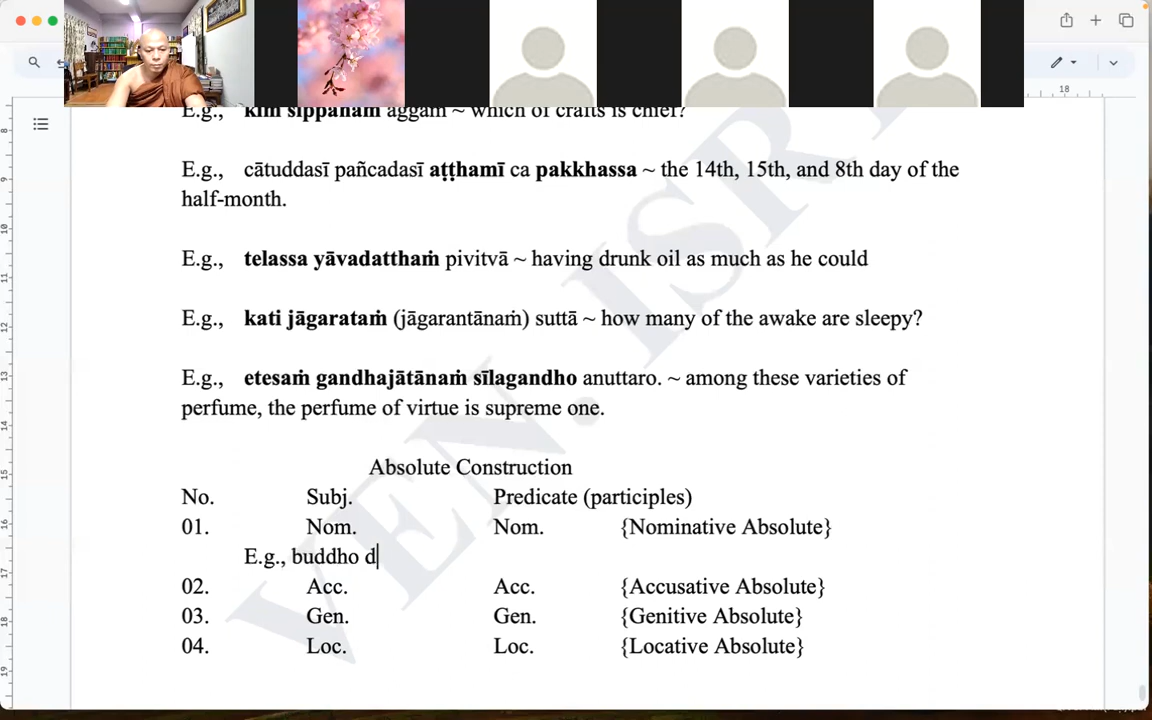 18
E.g., kiṁ sippānaṁ aggaṁ ~ which of crafts is chief?
E.g., cātuddasī pañcadasī aṭṭhamī ca pakkhassa ~ the 14th, 15th, and 8th day of the
half-month.
E.g., telassa yāvadatthaṁ pivitvā ~ having drunk oil as much as he could
E.g., kati jāgarataṁ (jāgarantānaṁ) suttā ~ how many of the awake are sleepy?
E.g., etesaṁ gandhajātānaṁ sīlagandho anuttaro. ~ among these varieties of
perfume, the perfume of virtue is supreme one.
Absolute Construction
No. Subj. Predicate (participles)
01. Nom. Nom. {Nominative Absolute}
E.g., buddho d
02. Acc. Acc. {Accusative Absolute}
03. Gen. Gen. {Genitive Absolute}
04. Loc. Loc. {Locative Absolute}
VEN. ISR